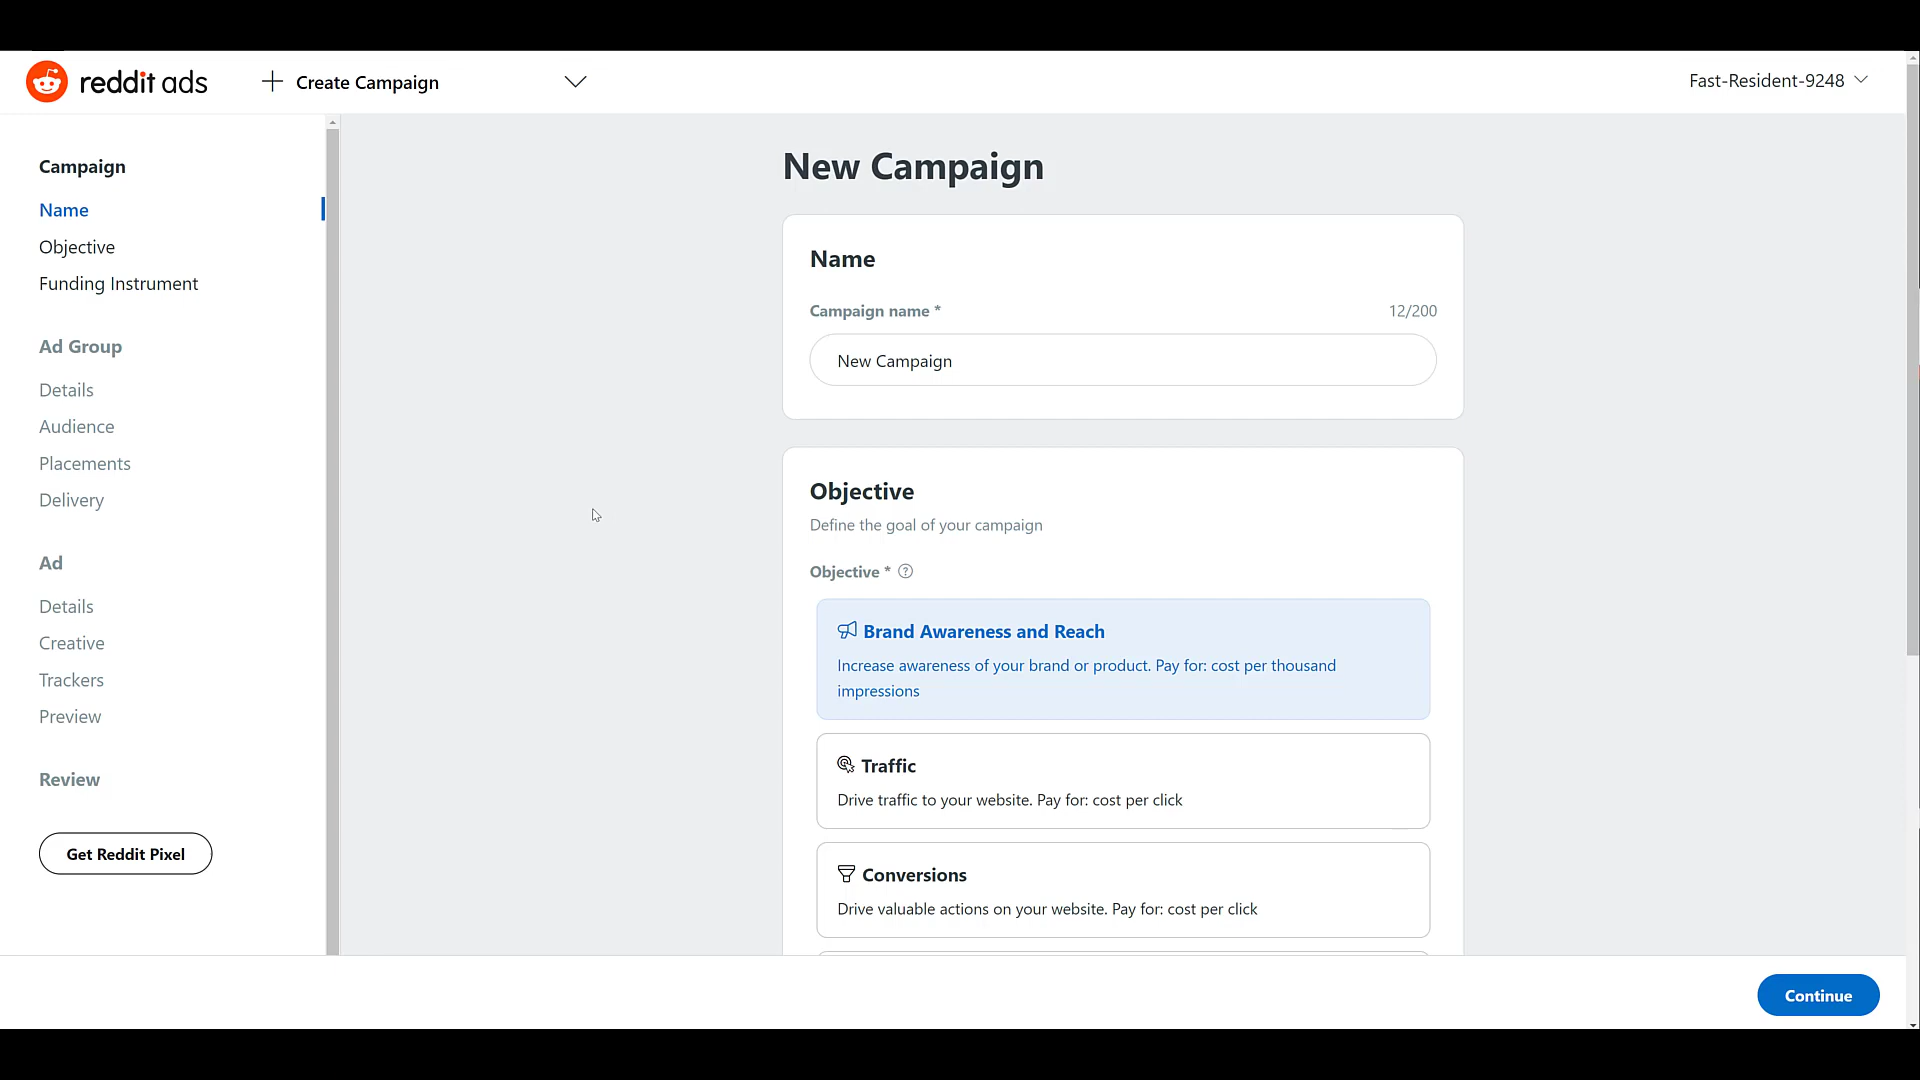 reddit ads
Create Campaign
Fast-Resident-9248
Campaign
Name
Objective
Funding Instrument
Ad Group
Details
Audience
Placements
Delivery
Ad
Details
Creative
Trackers
Preview
Review
Get Reddit Pixel
New Campaign
Name
Campaign name *
12/200
New Campaign
Objective
Define the goal of your campaign
Objective *
Brand Awareness and Reach
Increase awareness of your brand or product. Pay for: cost per thousand
impressions
Traffic
Drive traffic to your website. Pay for: cost per click
Conversions
Drive valuable actions on your website. Pay for: cost per click
Continue